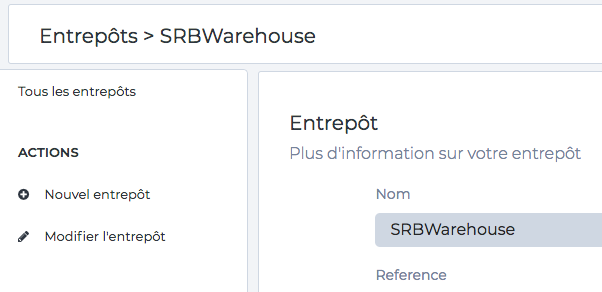 Entrepôts > SRBWarehouse
Tous les entrepôts
ACTIONS
Nouvel entrepôt
Modifier l'entrepôt
Entrepôt
Plus d'information sur votre entrepôt
Nom
SRBWarehouse
Reference